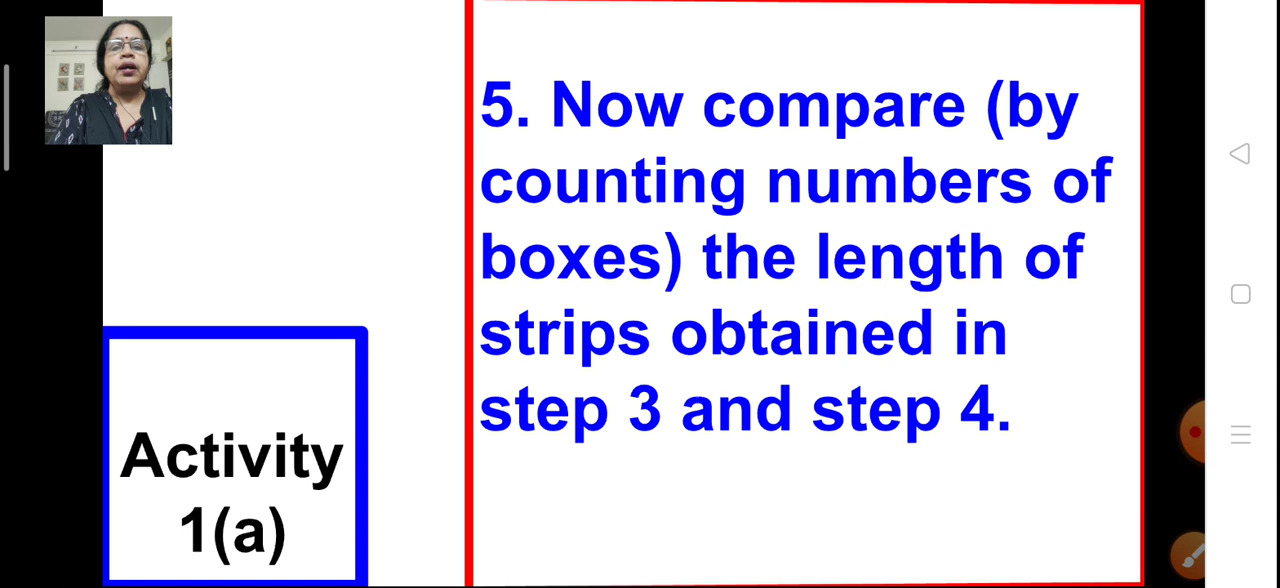 5. Now compare (by
counting numbers of
boxes) the length of
strips obtained in
step 3 and step 4.
Activity
1(a)